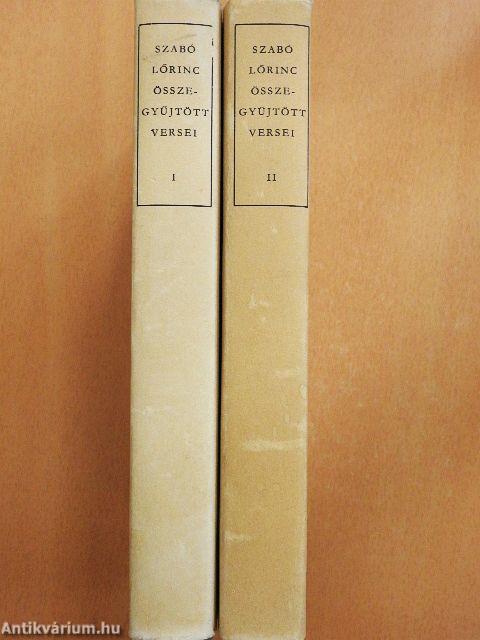 SZABÓ
LŐRINC
ÖSSZE-
GYŰJTÖTT
VERSEI
I
SZABÓ
LŐRINC
ÖSSZE-
GYŰJTÖTT
VERSEI
II
Antikvárium.hu